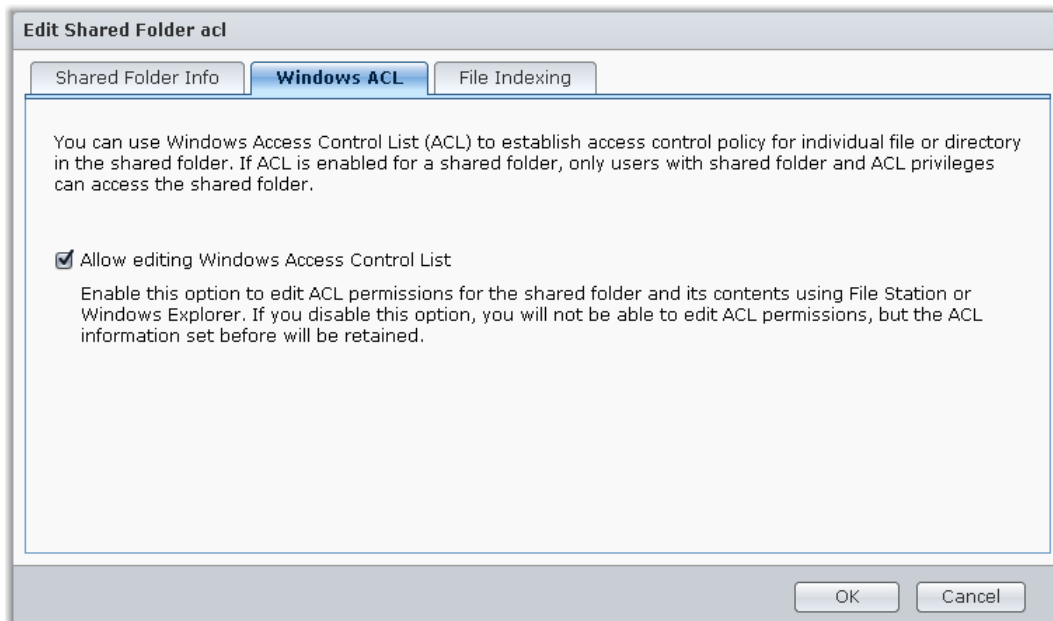 Edit Shared Folder acl
Shared Folder Info
Windows ACL
File Indexing
You can use Windows Access Control List (ACL) to establish access control policy for individual file or directory
in the shared folder. If ACL is enabled for a shared folder, only users with shared folder and ACL privileges
can access the shared folder.
Allow editing Windows Access Control List
Enable this option to edit ACL permissions for the shared folder and its contents using File Station or
Windows Explorer. If you disable this option, you will not be able to edit ACL permissions, but the ACL
information set before will be retained.
OK
Cancel